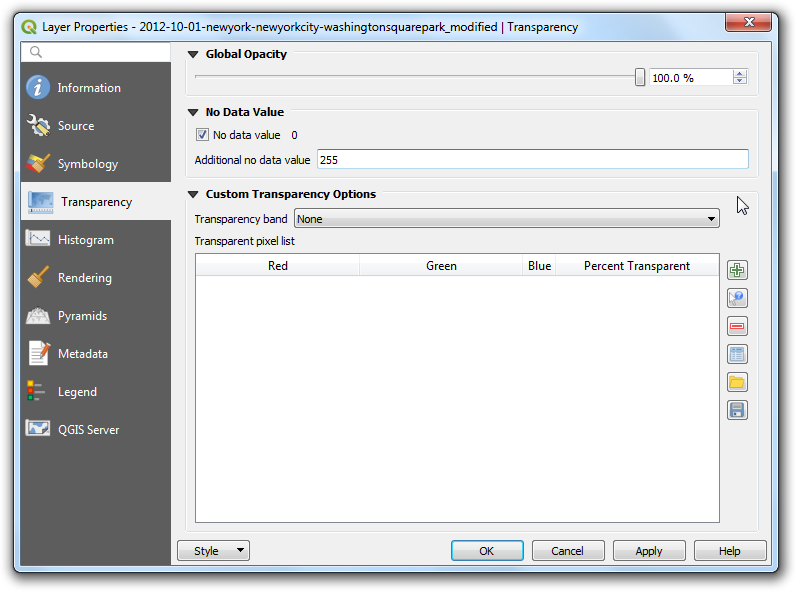 Layer Properties - 2012-10-01-newyork-newyorkcity-washingtonsquarepark_modified | Transparency
Information
Source
Symbology
Transparency
Histogram
Rendering
Pyramids
Metadata
Legend
QGIS Server
Global Opacity
100.0 %
No Data Value
No data value 0
Additional no data value 255
Custom Transparency Options
Transparency band None
Transparent pixel list
Red Green Blue Percent Transparent
Style OK Cancel Apply Help